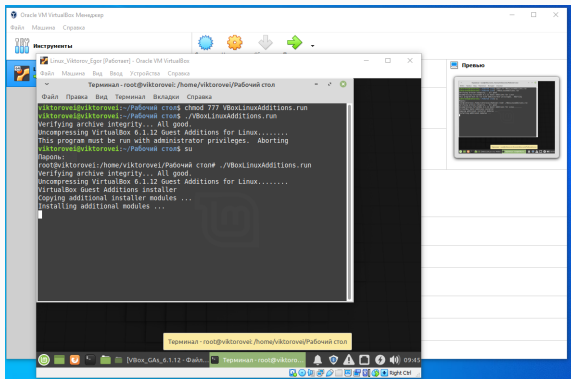 Oracle VM VirtualBox Менеджер
Файл Машина Справка
Инструменты
Linux_Viktorov_Egor [Работает] - Oracle VM VirtualBox
Файл Машина Вид Ввод Устройства Справка
Терминал - root@viktorovei: /home/viktorovei/Рабочий стол
Файл Правка Вид Терминал Вкладки Справка
viktorovei@viktorovei:~/Рабочий стол$ chmod 777 VBoxLinuxAdditions.run
viktorovei@viktorovei:~/Рабочий стол$ ./VBoxLinuxAdditions.run
Verifying archive integrity... All good.
Uncompressing VirtualBox 6.1.12 Guest Additions for Linux........
This program must be run with administrator privileges.  Aborting
viktorovei@viktorovei:~/Рабочий стол$ su
Пароль:
root@viktorovei:/home/viktorovei/Рабочий стол# ./VBoxLinuxAdditions.run
Verifying archive integrity... All good.
Uncompressing VirtualBox 6.1.12 Guest Additions for Linux........
VirtualBox Guest Additions installer
Copying additional installer modules ...
Installing additional modules ...
Превью
Терминал - root@viktorovei: /home/viktorovei/Рабочий стол
[VBox_GAs_6.1.12 - Файл...
Терминал - root@viktoro...
09:45
Right Ctrl